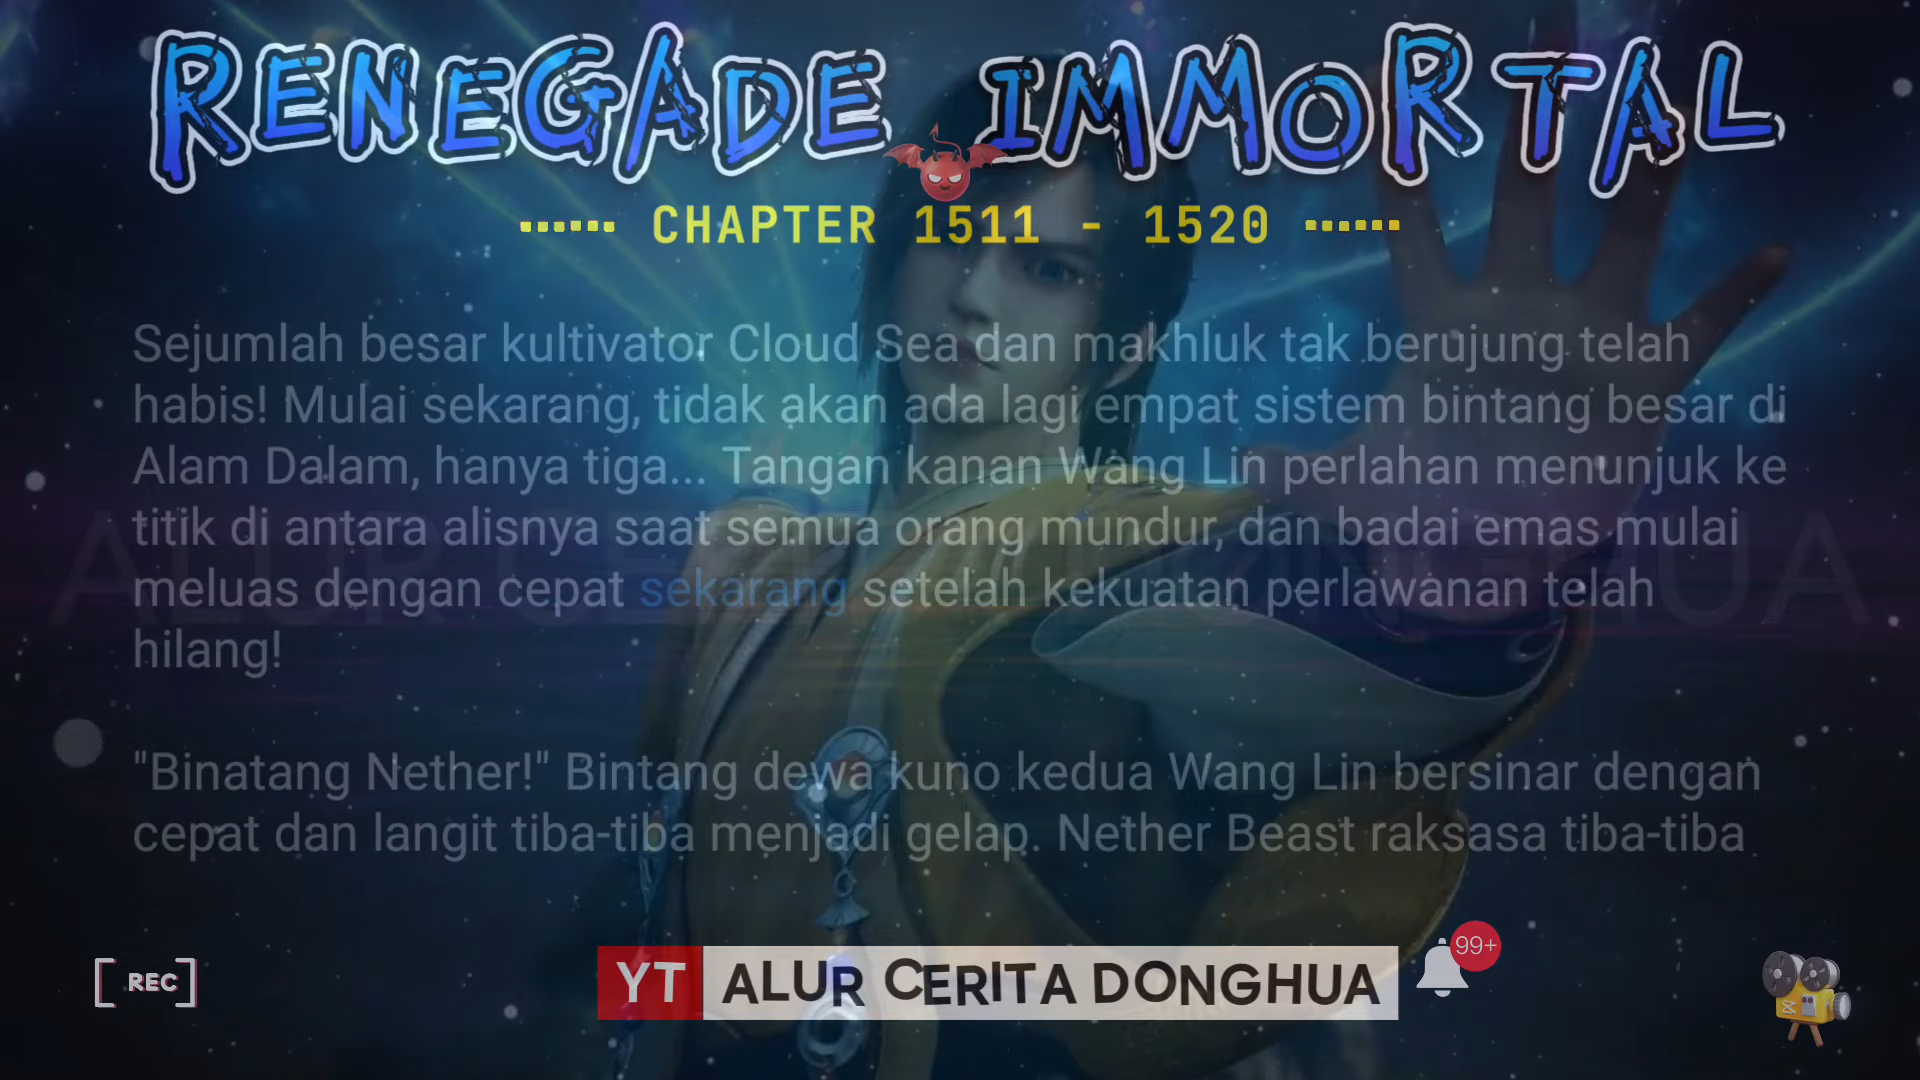 RENEGADE IMMORTAL
CHAPTER 1511 - 1520
Sejumlah besar kultivator Cloud Sea dan makhluk tak berujung telah
habis! Mulai sekarang, tidak akan ada lagi empat sistem bintang besar di
Alam Dalam, hanya tiga... Tangan kanan Wang Lin perlahan menunjuk ke
titik di antara alisnya saat semua orang mundur, dan badai emas mulai
meluas dengan cepat sekarang setelah kekuatan perlawanan telah
hilang!
"Binatang Nether!" Bintang dewa kuno kedua Wang Lin bersinar dengan
cepat dan langit tiba-tiba menjadi gelap. Nether Beast raksasa tiba-tiba
ALUR CERITA DONGHUA
REC
YT ALUR CERITA DONGHUA
99+